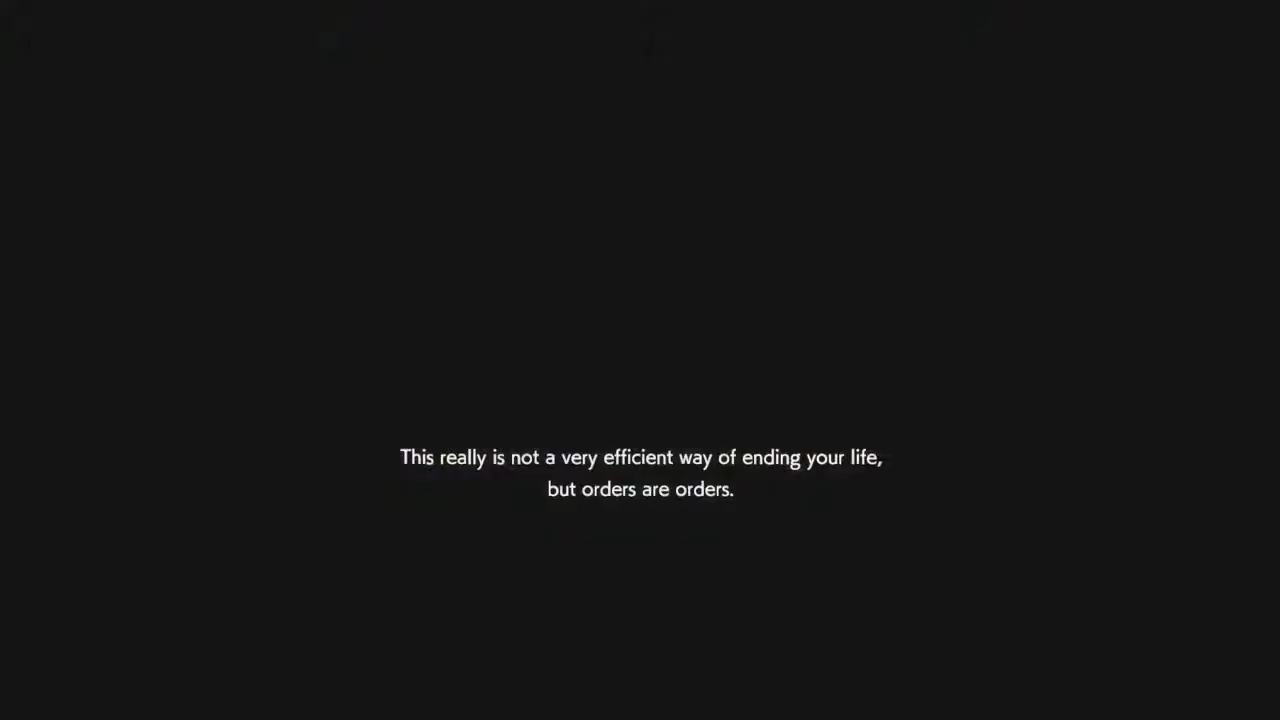 This really is not a very efficient way of ending your life,
but orders are orders.